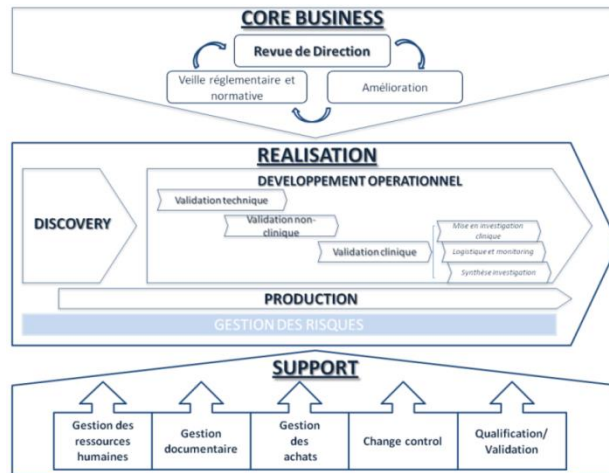 CORE BUSINESS
Revue de Direction
Veille réglementaire et
normative
Amélioration
REALISATION
DEVELOPPEMENT OPERATIONNEL
DISCOVERY
Validation technique
Validation non-
clinique
Validation clinique
Mise en investigation
clinique
Logistique et monitoring
Synthèse investigation
PRODUCTION
GESTION DES RISQUES
SUPPORT
Gestion des
ressources
humaines
Gestion
documentaire
Gestion
des
achats
Change control
Qualification/
Validation